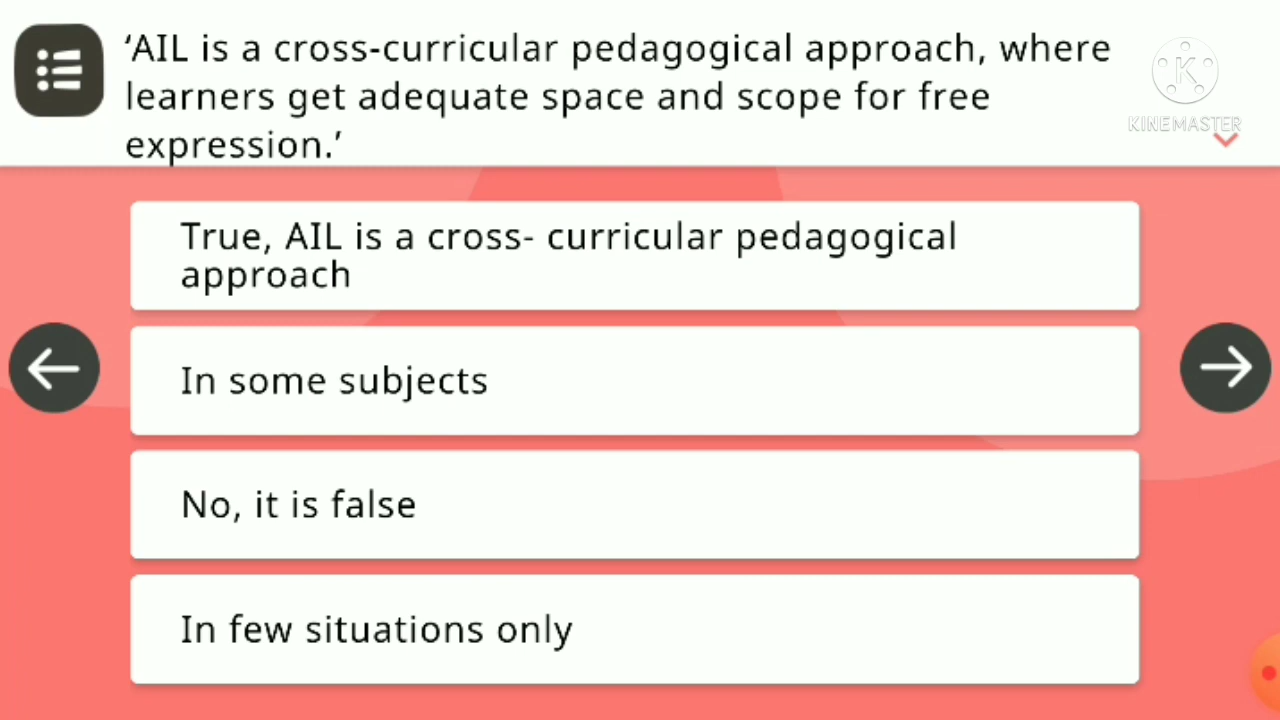 ‘AIL is a cross-curricular pedagogical approach, where
learners get adequate space and scope for free
expression.’
K
KINEMASTER
True, AIL is a cross- curricular pedagogical
approach
In some subjects
No, it is false
In few situations only